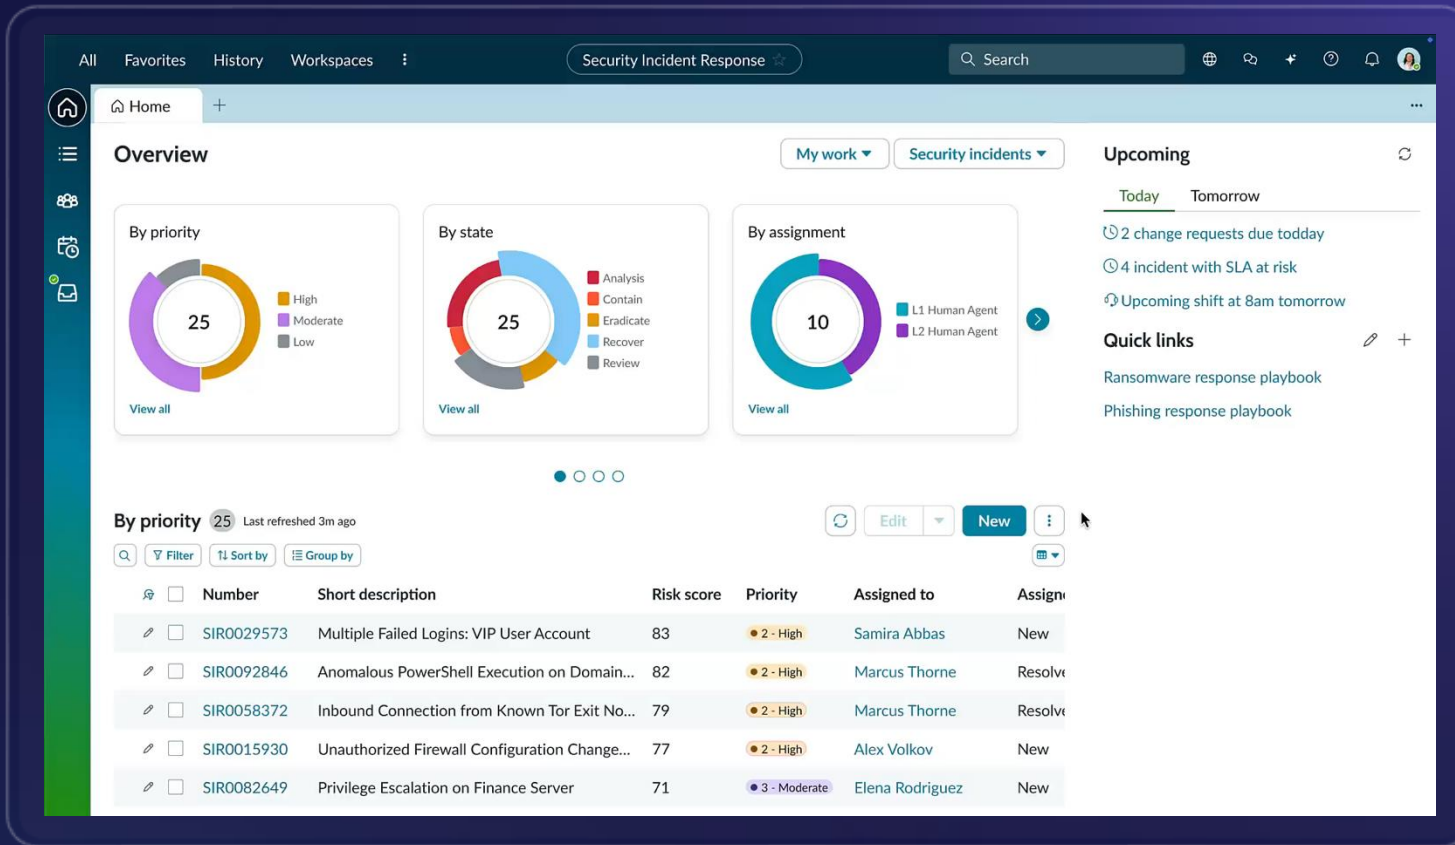 All Favorites History Workspaces Security Incident Response Search
Home
Overview My work Security incidents
By priority
25
High
Moderate
Low
View all
By state
25
Analysis
Contain
Eradicate
Recover
Review
View all
By assignment
10
L1 Human Agent
L2 Human Agent
View all
Upcoming
Today Tomorrow
2 change requests due todday
4 incident with SLA at risk
Upcoming shift at 8am tomorrow
Quick links
Ransomware response playbook
Phishing response playbook
By priority 25 Last refreshed 3m ago Edit New
Filter Sort by Group by
Number Short description Risk score Priority Assigned to Assign
SIR0029573 Multiple Failed Logins: VIP User Account 83 2 - High Samira Abbas New
SIR0092846 Anomalous PowerShell Execution on Domain... 82 2 - High Marcus Thorne Resolve
SIR0058372 Inbound Connection from Known Tor Exit No... 79 2 - High Marcus Thorne Resolve
SIR0015930 Unauthorized Firewall Configuration Change... 77 2 - High Alex Volkov New
SIR0082649 Privilege Escalation on Finance Server 71 3 - Moderate Elena Rodriguez New